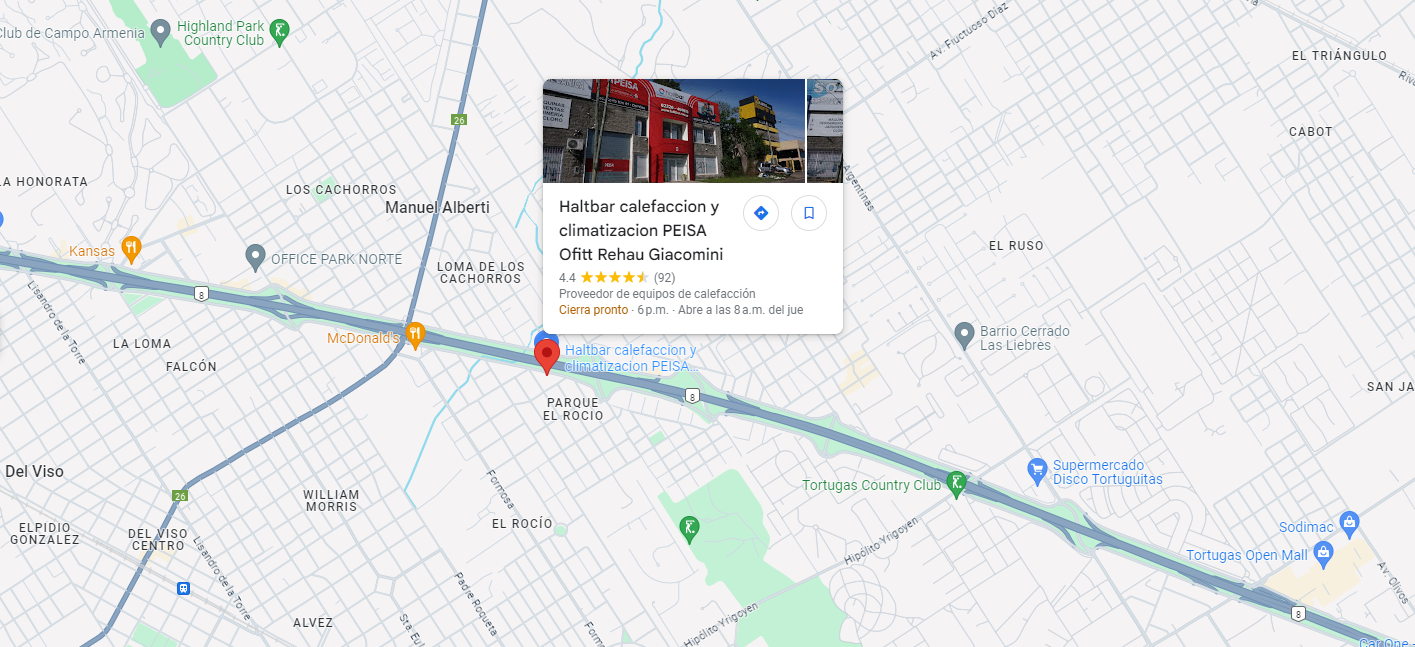 Club de Campo Armenia
Highland Park
Country Club
Av. Fructuoso Díaz
EL TRIÁNGULO
26
CABOT
PEISA
LA HONORATA
LOS CACHORROS
Manuel Alberti
Argentinas
Haltbar calefaccion y
climatizacion PEISA
Ofitt Rehau Giacomini
4.4
(92)
Proveedor de equipos de calefacción
Cierra pronto · 6 p.m. · Abre a las 8 a.m. del jue
Kansas
OFFICE PARK NORTE
LOMA DE LOS
CACHORROS
EL RUSO
8
Lisandro de la Torre
McDonald's
LA LOMA
FALCÓN
Haltbar calefaccion y
climatizacion PEISA...
Barrio Cerrado
Las Liebres
8
SAN JA
PARQUE
EL ROCIO
Del Viso
26
WILLIAM
MORRIS
Formosa
Tortugas Country Club
Supermercado
Disco Tortuguitas
ELPIDIO
GONZALEZ
DEL VISO
CENTRO
EL ROCÍO
Hipólito Yrigoyen
Sodimac
Tortugas Open Mall
Lisandro de la Torre
Padre Roqueta
Av. Olivos
ALVEZ
Sta. Eul
Form
Hipólito Yrigoyen
8
CarOne